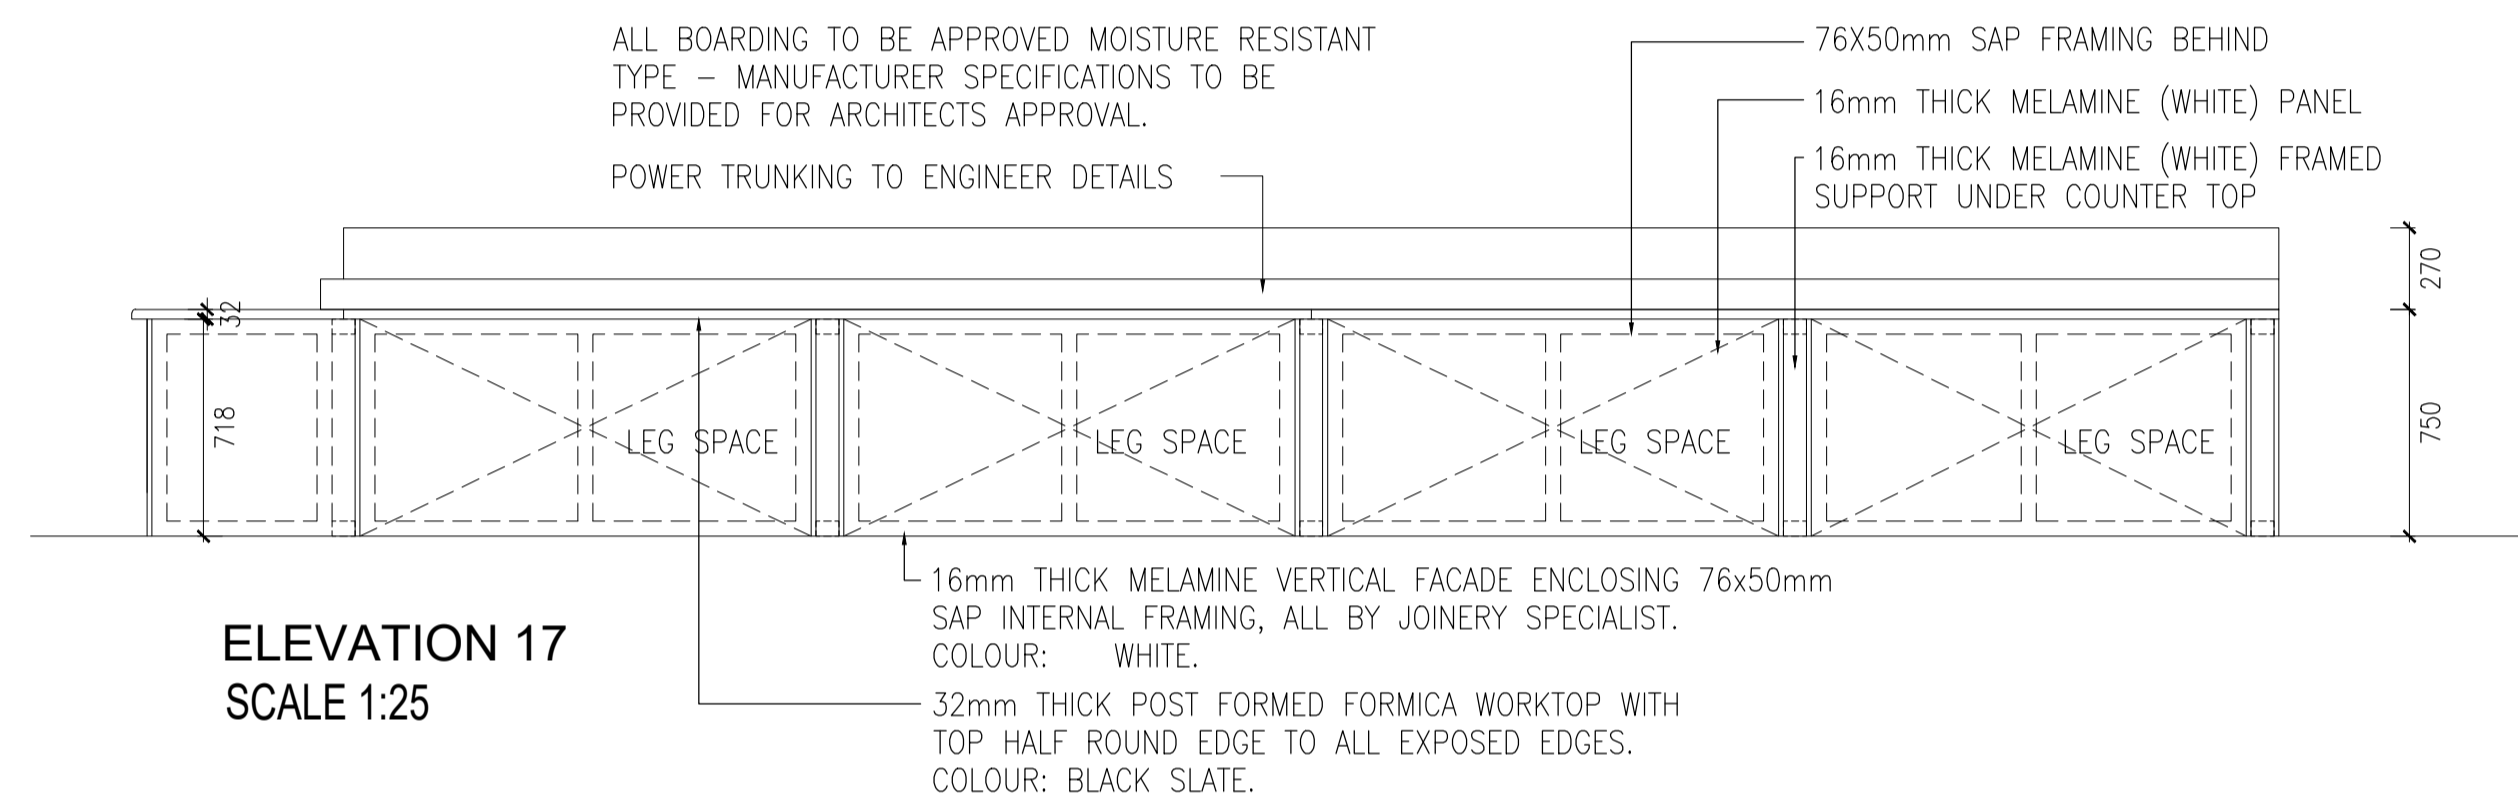 ALL BOARDING TO BE APPROVED MOISTURE RESISTANT
TYPE – MANUFACTURER SPECIFICATIONS TO BE
PROVIDED FOR ARCHITECTS APPROVAL.
POWER TRUNKING TO ENGINEER DETAILS
76X50mm SAP FRAMING BEHIND
16mm THICK MELAMINE (WHITE) PANEL
16mm THICK MELAMINE (WHITE) FRAMED
SUPPORT UNDER COUNTER TOP
270
32
718
LEG SPACE
LEG SPACE
LEG SPACE
LEG SPACE
750
16mm THICK MELAMINE VERTICAL FACADE ENCLOSING 76x50mm
SAP INTERNAL FRAMING, ALL BY JOINERY SPECIALIST.
COLOUR: WHITE.
ELEVATION 17
SCALE 1:25
32mm THICK POST FORMED FORMICA WORKTOP WITH
TOP HALF ROUND EDGE TO ALL EXPOSED EDGES.
COLOUR: BLACK SLATE.